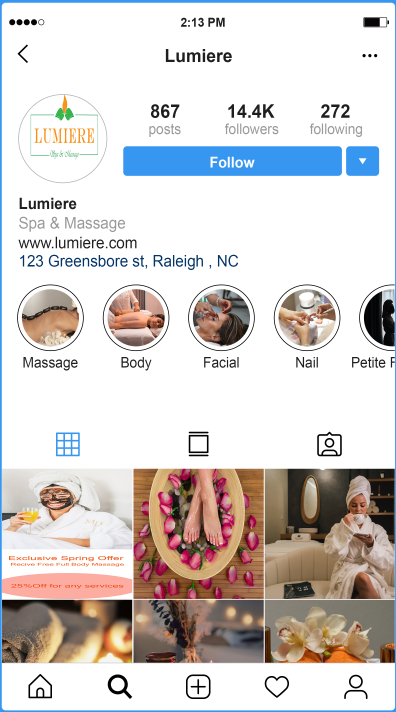 2:13 PM
Lumiere
LUMIERE
Spa & Masage
867 14.4K 272
posts followers following
Follow
Lumiere
Spa & Massage
www.lumiere.com
123 Greensbore st, Raleigh , NC
Massage Body Facial Nail Petite F
Exclusive Spring Offer
Recive Free Full Body Massage
25%Off for any services